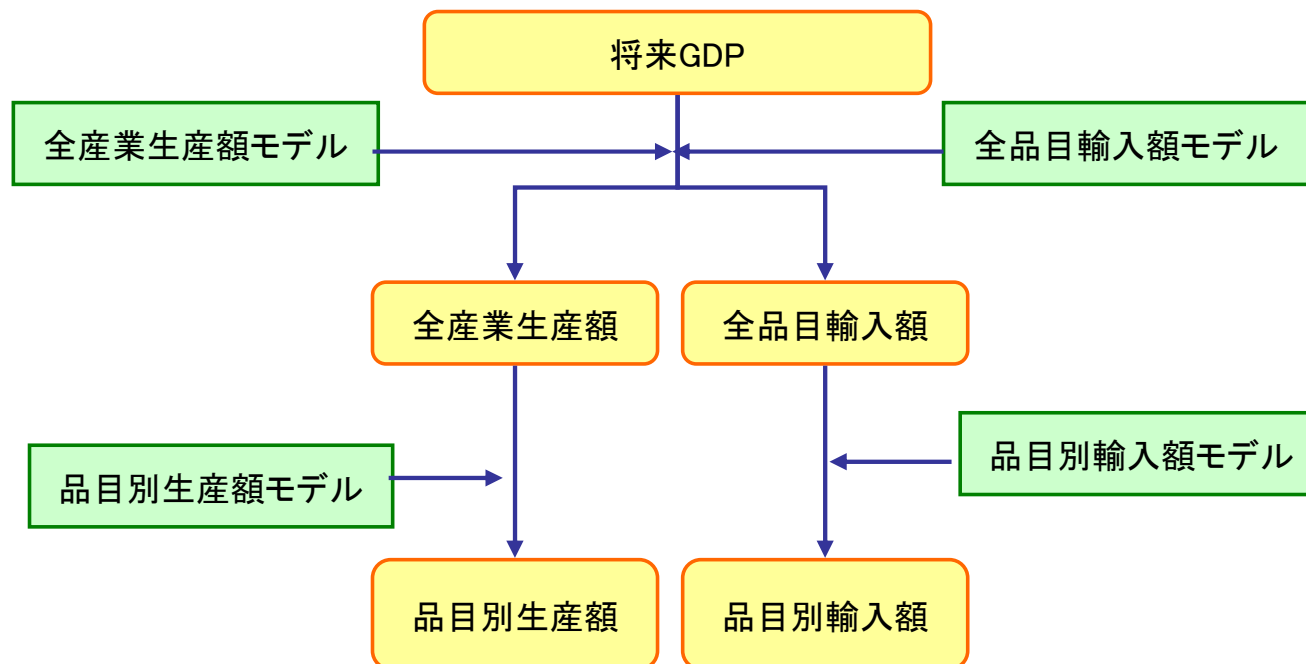 将来GDP
全産業生産額モデル
全品目輸入額モデル
全産業生産額
全品目輸入額
品目別生産額モデル
品目別輸入額モデル
品目別生産額
品目別輸入額